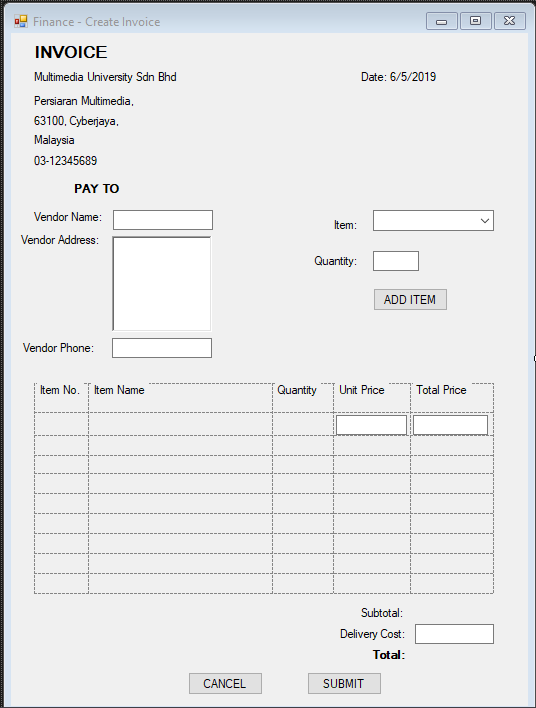 Finance - Create Invoice
INVOICE
Multimedia University Sdn Bhd
Date: 6/5/2019
Persiaran Multimedia,
63100, Cyberjaya,
Malaysia
03-12345689
PAY TO
Vendor Name:
Item:
Vendor Address:
Quantity:
ADD ITEM
Vendor Phone:
Item No. Item Name Quantity Unit Price Total Price
Subtotal:
Delivery Cost:
Total:
CANCEL SUBMIT